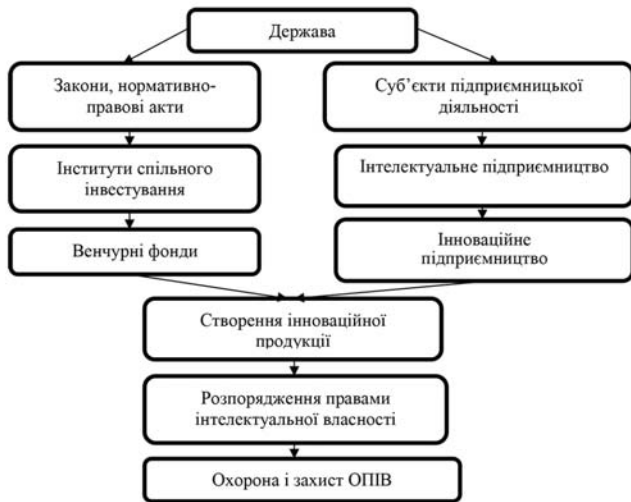 Держава
Закони, нормативно-
правові акти
Суб’єкти підприємницької
діяльності
Інститути спільного
інвестування
Інтелектуальне підприємництво
Венчурні фонди
Інноваційне
підприємництво
Створення інноваційної
продукції
Розпорядження правами
інтелектуальної власності
Охорона і захист ОПІВ